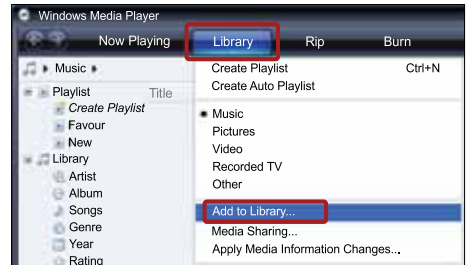 Windows Media Player
Now Playing Library Rip Burn
Music
Playlist Title
Create Playlist
Favour
New
Library
Artist
Album
Songs
Genre
Year
Rating
Create Playlist Ctrl+N
Create Auto Playlist
Music
Pictures
Video
Recorded TV
Other
Add to Library...
Media Sharing...
Apply Media Information Changes...